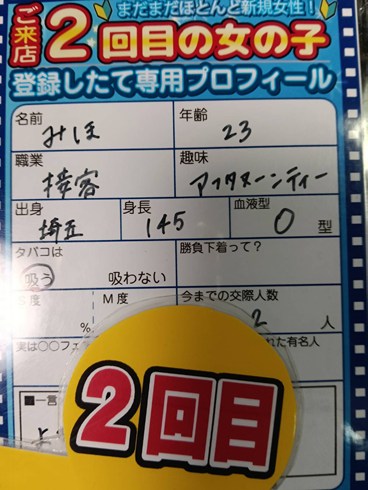 まだまだほとんど新規女性！
ご来店2回目の女の子
登録したて専用プロフィール
名前 年齢
みほ 23
職業 趣味
接客 アフタヌーンティー
出身 身長 血液型
埼玉 145 O 型
タバコは 勝負下着って？
吸う 吸わない
M度 今までの交際人数
% 2 人
実は〇〇フェ れた有名人
■一言
2回目